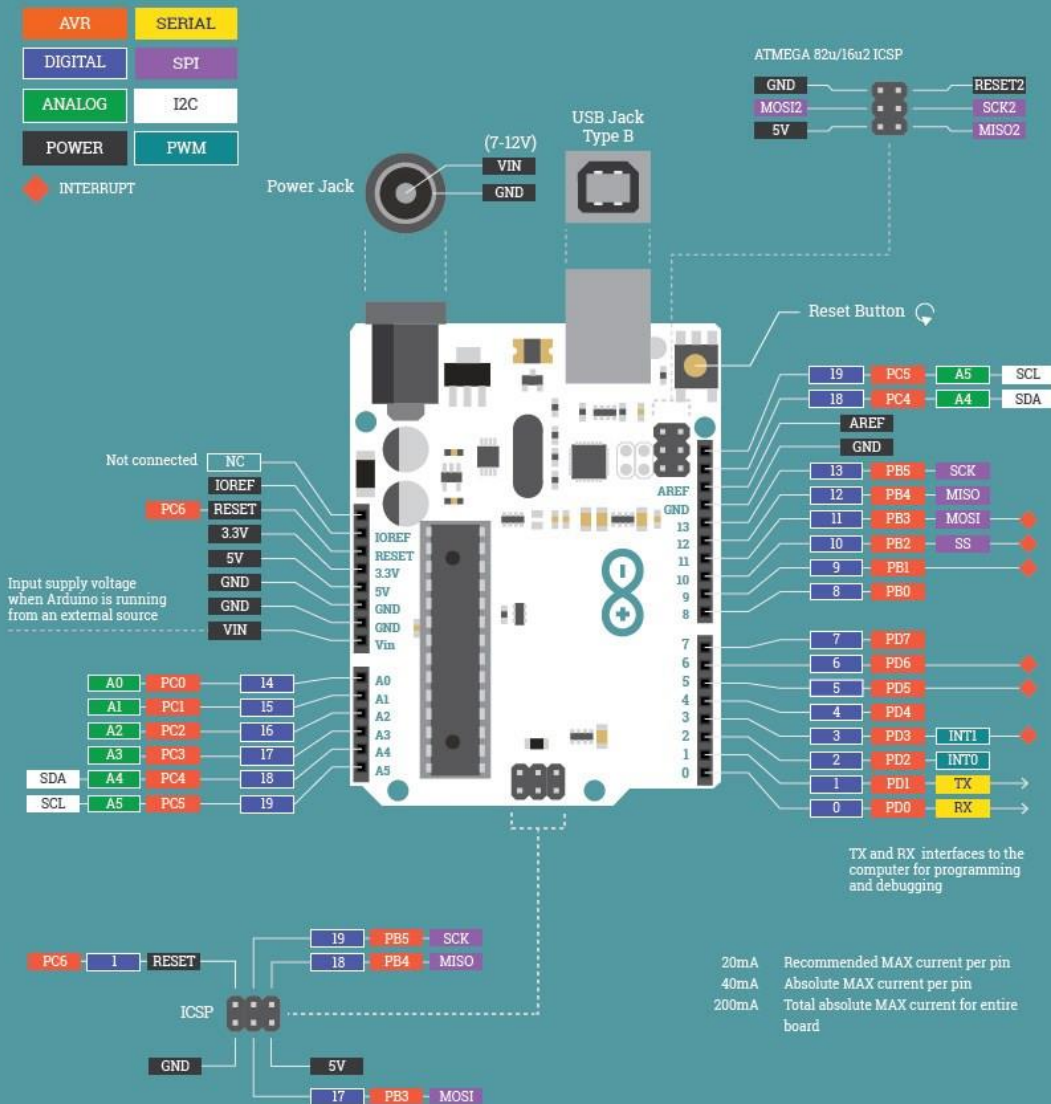 AVR SERIAL
DIGITAL SPI
ANALOG I2C
POWER PWM
INTERRUPT
ATMEGA 82u/16u2 ICSP
GND RESET2
MOSI2 SCK2
5V MISO2
Power Jack
(7-12V)
VIN
GND
USB Jack
Type B
Reset Button
19 PC5 A5 SCL
18 PC4 A4 SDA
AREF
GND
13 PB5 SCK
12 PB4 MISO
11 PB3 MOSI
10 PB2 SS
9 PB1
8 PB0
7 PD7
6 PD6
5 PD5
4 PD4
3 PD3 INT1
2 PD2 INT0
1 PD1 TX
0 PD0 RX
TX and RX interfaces to the
computer for programming
and debugging
Not connected NC
IOREF
PC6 RESET
3.3V
5V
GND
GND
VIN
Input supply voltage
when Arduino is running
from an external source
A0 PC0 14
A1 PC1 15
A2 PC2 16
A3 PC3 17
SDA A4 PC4 18
SCL A5 PC5 19
IOREF
RESET
3.3V
5V
GND
GND
Vin
A0
A1
A2
A3
A4
A5
AREF
GND
13
12
11
10
9
8
7
6
5
4
3
2
1
0
19 PB5 SCK
18 PB4 MISO
PC6 1 RESET
ICSP
GND
5V
17 PB3 MOSI
20mA Recommended MAX current per pin
40mA Absolute MAX current per pin
200mA Total absolute MAX current for entire
board